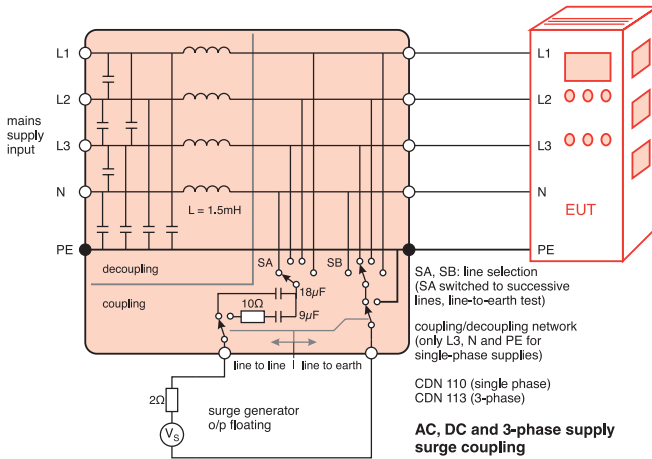 L1
L1
L2
L2
mains
supply
input
L3
L3
N
N
L = 1.5mH
EUT
PE
PE
decoupling
SA
SB
SA, SB: line selection
(SA switched to successive
lines, line-to-earth test)
coupling
18µF
10Ω
9µF
coupling/decoupling network
(only L3, N and PE for
single-phase supplies)
line to line
line to earth
CDN 110 (single phase)
CDN 113 (3-phase)
2Ω
surge generator
o/p floating
VS
AC, DC and 3-phase supply
surge coupling